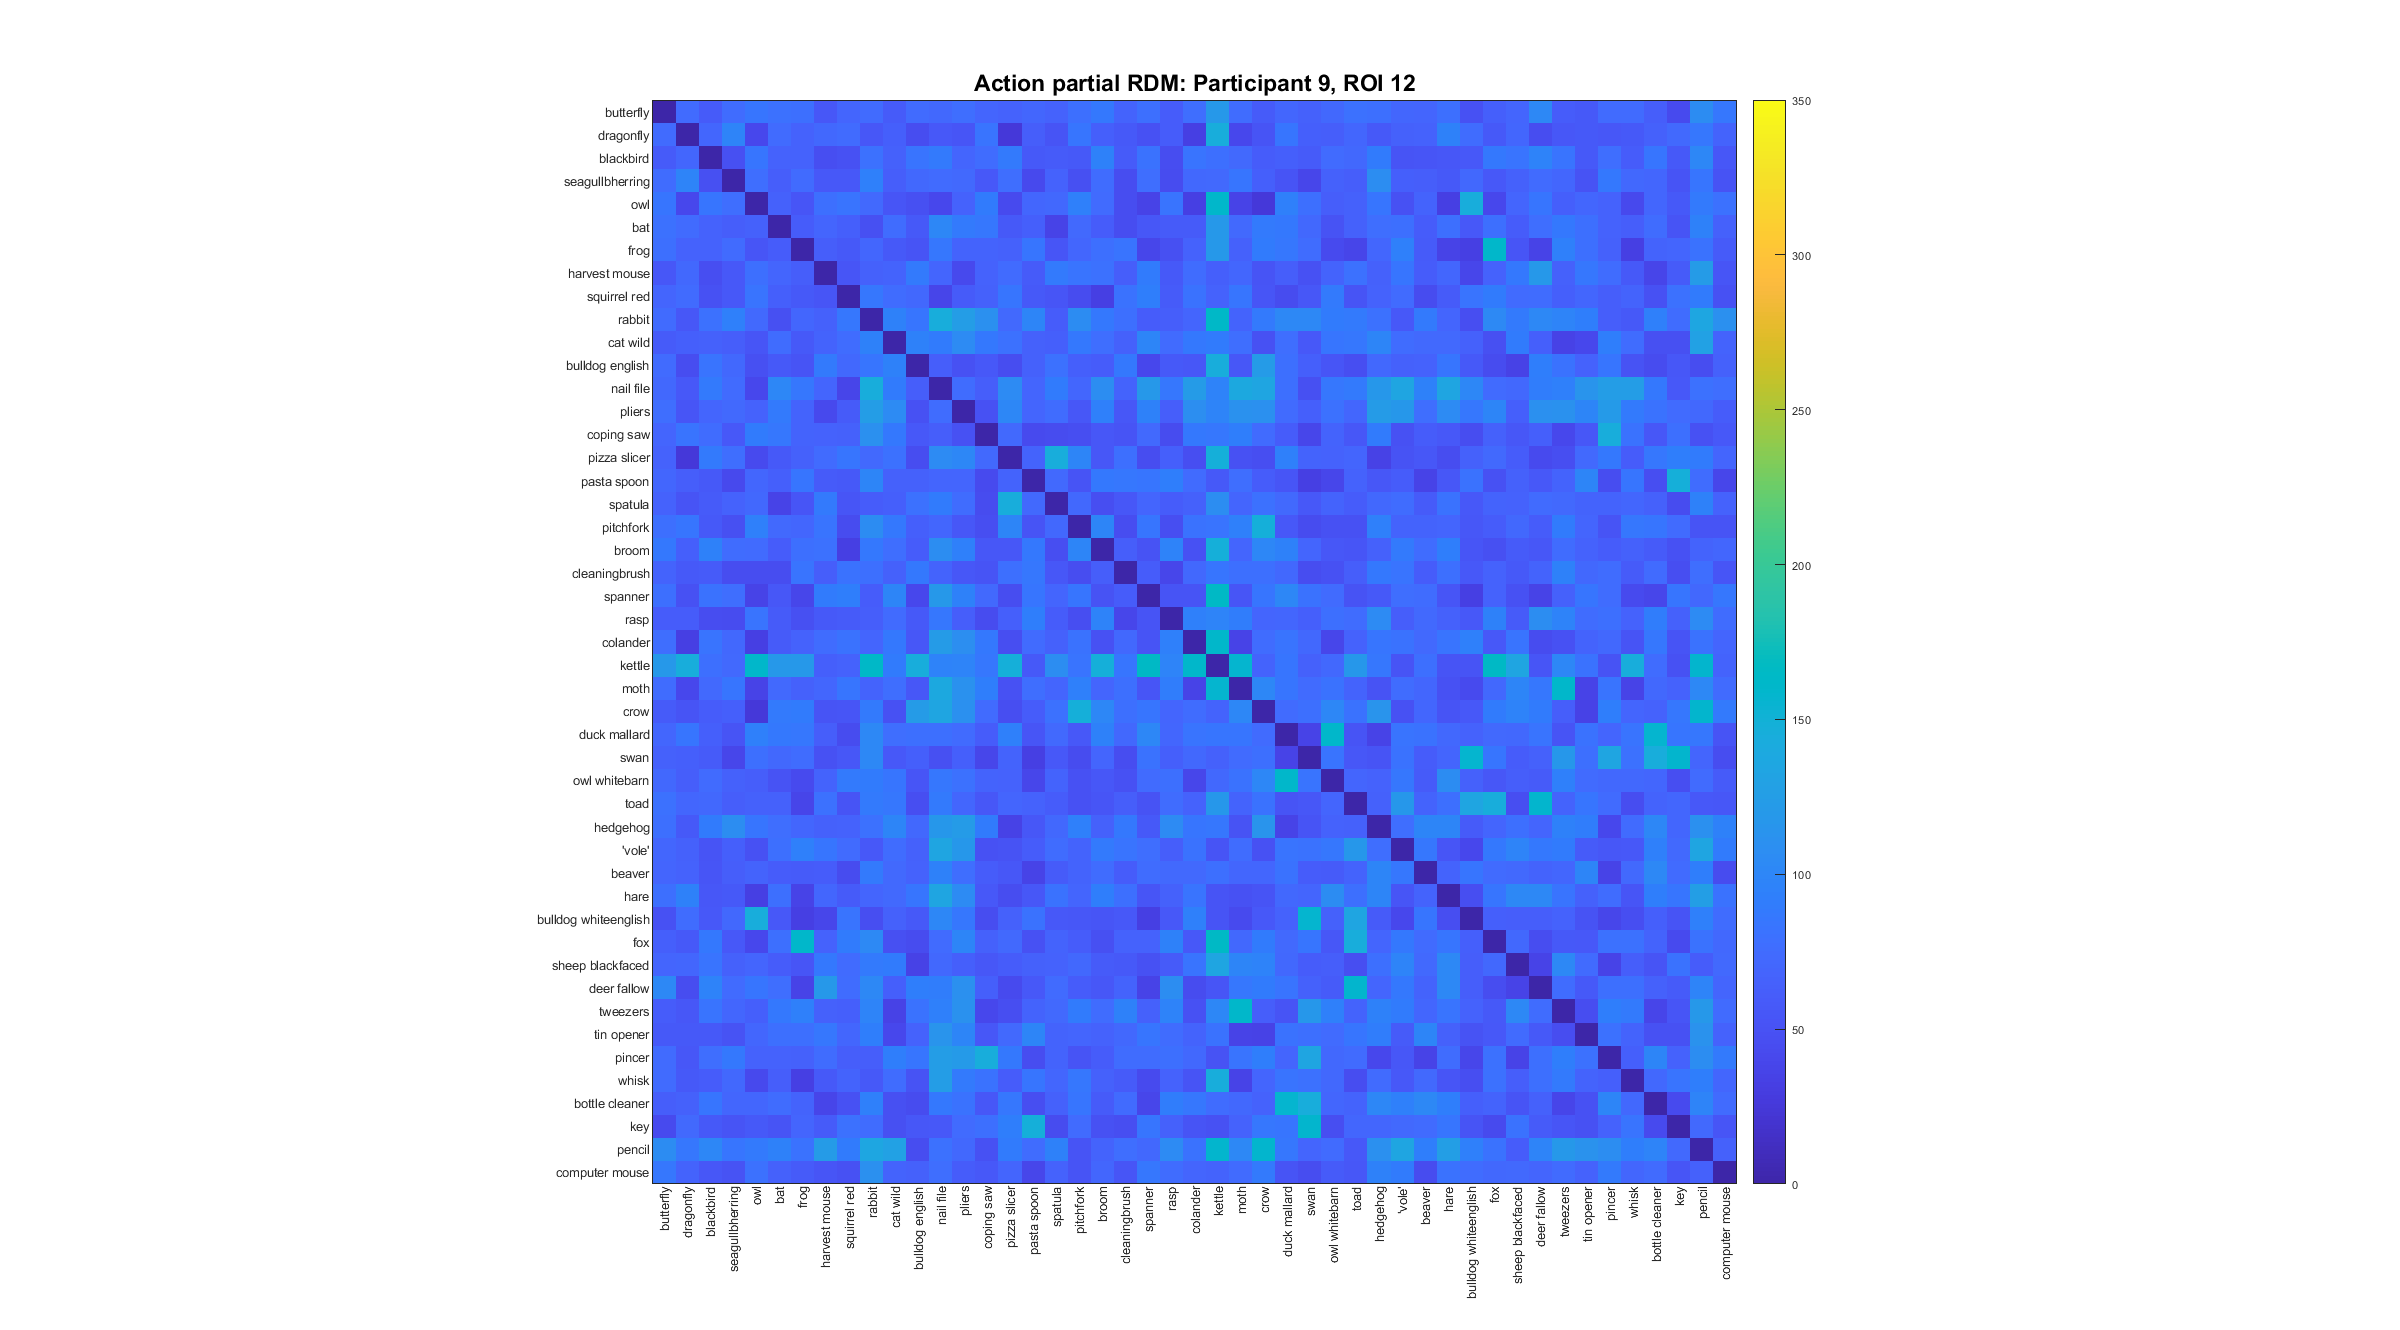 Action partial RDM: Participant 9, ROI 12
butterfly
dragonfly
blackbird
seagullbherring
owl
bat
frog
harvest mouse
squirrel red
rabbit
cat wild
bulldog english
nail file
pliers
coping saw
pizza slicer
pasta spoon
spatula
pitchfork
broom
cleaningbrush
spanner
rasp
colander
kettle
moth
crow
duck mallard
swan
owl whitebarn
toad
hedgehog
'vole'
beaver
hare
bulldog whiteenglish
fox
sheep blackfaced
deer fallow
tweezers
tin opener
pincer
whisk
bottle cleaner
key
pencil
computer mouse
butterfly
dragonfly
blackbird
seagullbherring
owl
bat
frog
harvest mouse
squirrel red
rabbit
cat wild
bulldog english
nail file
pliers
coping saw
pizza slicer
pasta spoon
spatula
pitchfork
broom
cleaningbrush
spanner
rasp
colander
kettle
moth
crow
duck mallard
swan
owl whitebarn
toad
hedgehog
'vole'
beaver
hare
bulldog whiteenglish
fox
sheep blackfaced
deer fallow
tweezers
tin opener
pincer
whisk
bottle cleaner
key
pencil
computer mouse
350
300
250
200
150
100
50
0